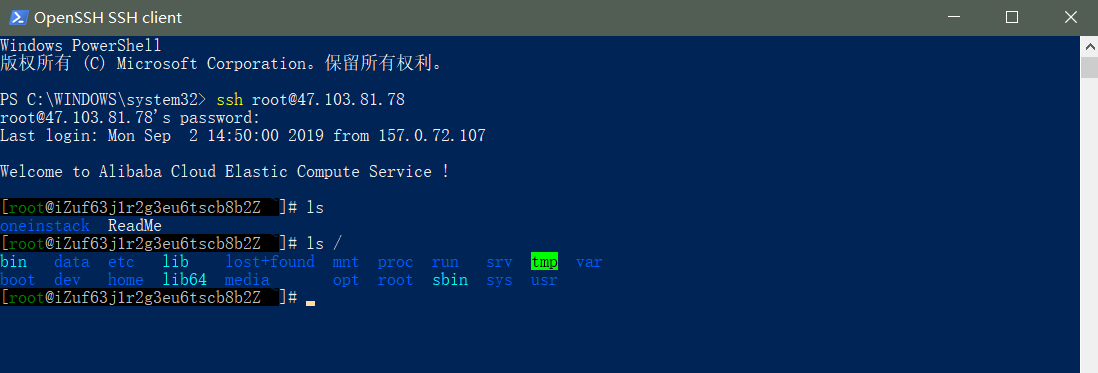 OpenSSH SSH client
Windows PowerShell
版权所有 (C) Microsoft Corporation。保留所有权利。
PS C:\WINDOWS\system32> ssh root@47.103.81.78
root@47.103.81.78's password:
Last login: Mon Sep  2 14:50:00 2019 from 157.0.72.107
Welcome to Alibaba Cloud Elastic Compute Service !
[root@iZuf63j1r2g3eu6tscb8b2Z ]# ls
oneinstack  ReadMe
[root@iZuf63j1r2g3eu6tscb8b2Z ]# ls /
bin   data  etc   lib    lost+found  mnt  proc  run   srv  tmp  var
boot  dev   home  lib64  media       opt  root  sbin  sys  usr
[root@iZuf63j1r2g3eu6tscb8b2Z ]#